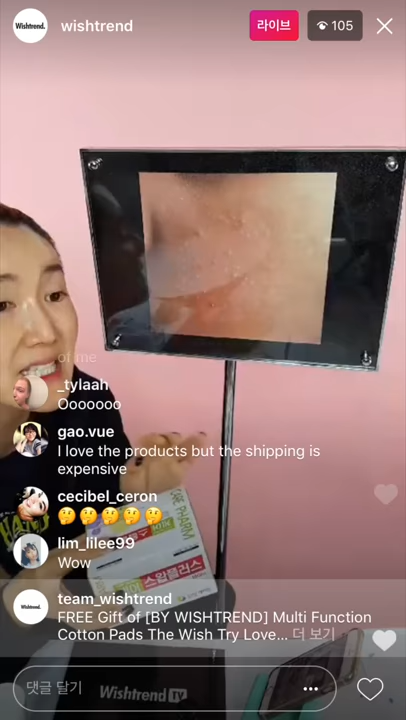 Wishtrend.
wishtrend
라이브
105
of me
_tylaah
Ooooooo
gao.vue
I love the products but the shipping is
expensive
cecibel_ceron
lim_lilee99
Wow
Wishtrend.
team_wishtrend
FREE Gift of [BY WISHTREND] Multi Function
Cotton Pads The Wish Try Love... 더 보기
댓글 달기
Wishtrend TV